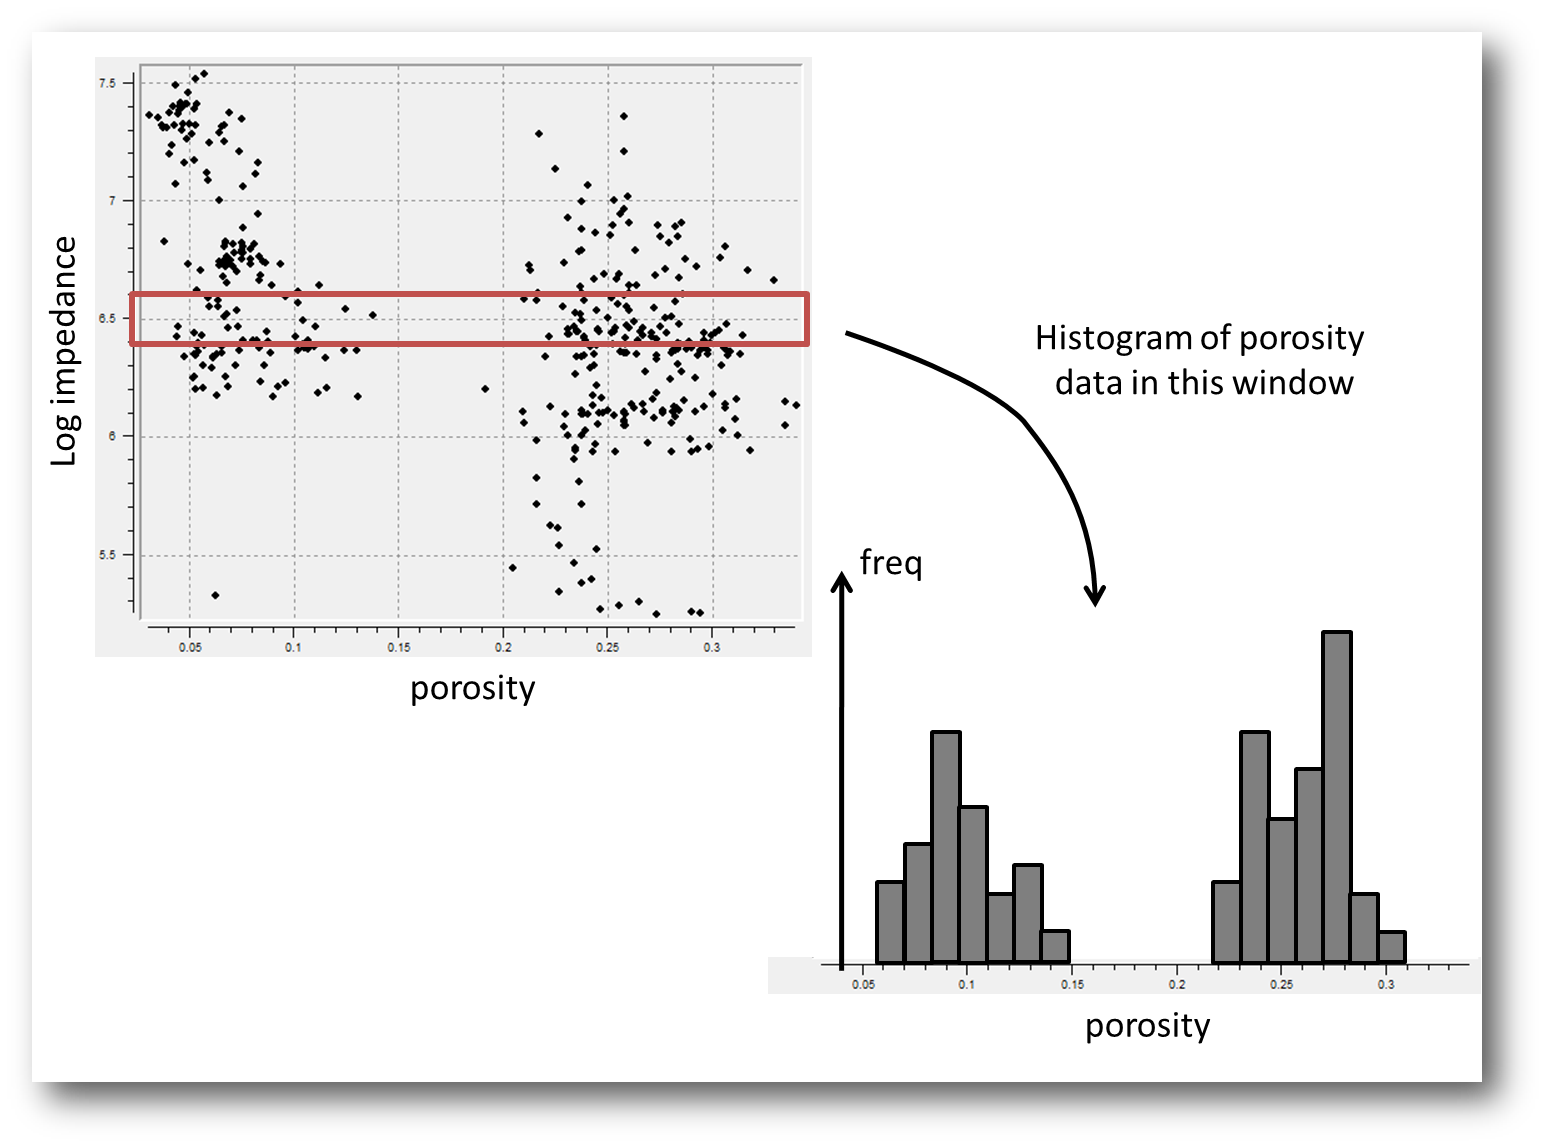 7.5
7
6.5
6
5.5
Log impedance
0.05 0.1 0.15 0.2 0.25 0.3
porosity
Histogram of porosity
data in this window
freq
0.05 0.1 0.15 0.2 0.25 0.3
porosity